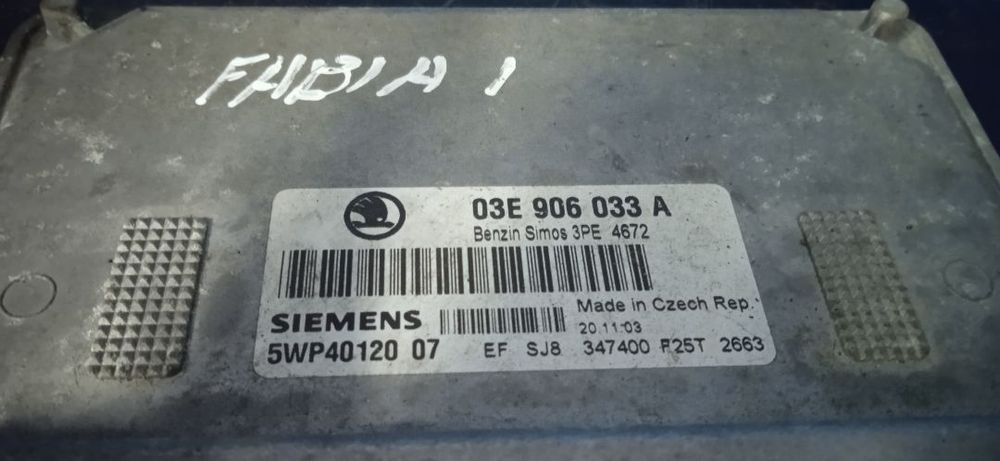 FABIA 1
03E 906 033 A
Benzin Simos 3PE 4672
Made in Czech Rep.
SIEMENS
20.11.03
5WP40120 07 EF SJ8 347400 F25T 2663